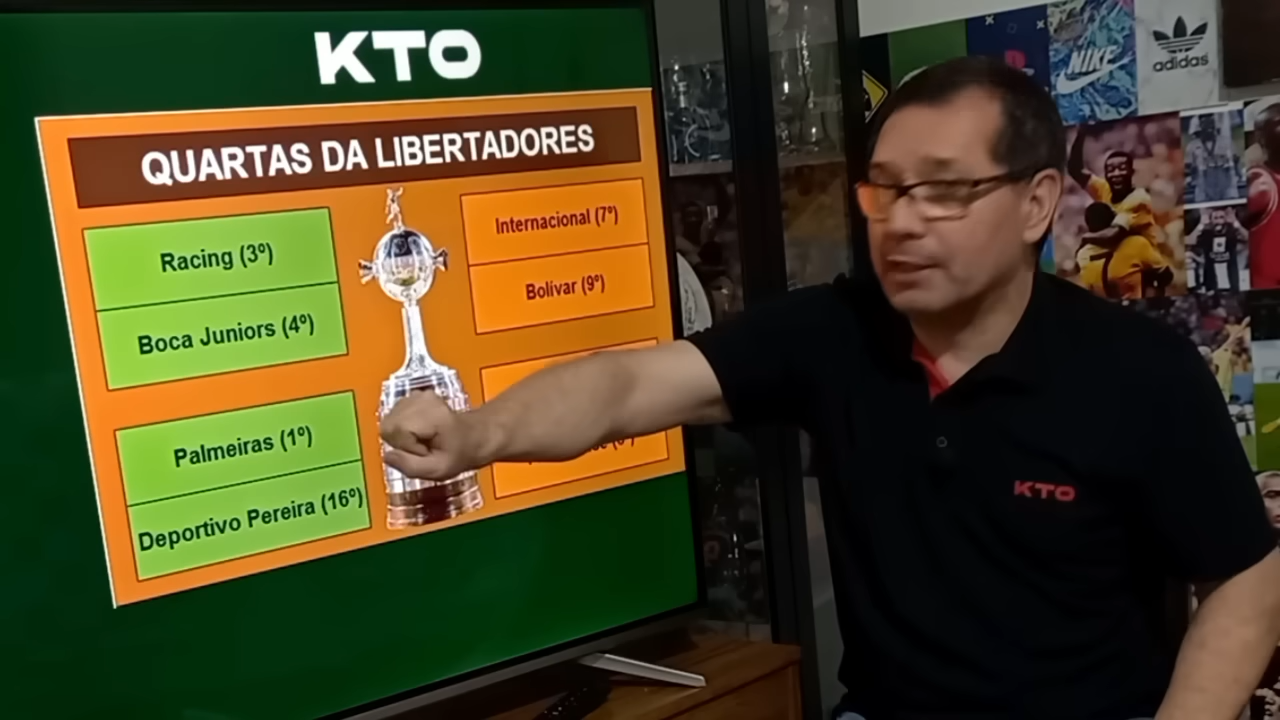 KTO
QUARTAS DA LIBERTADORES
Racing (3º)
Boca Juniors (4º)
Palmeiras (1º)
Deportivo Pereira (16º)
Internacional (7º)
Bolívar (9º)
NIKE
adidas
KTO